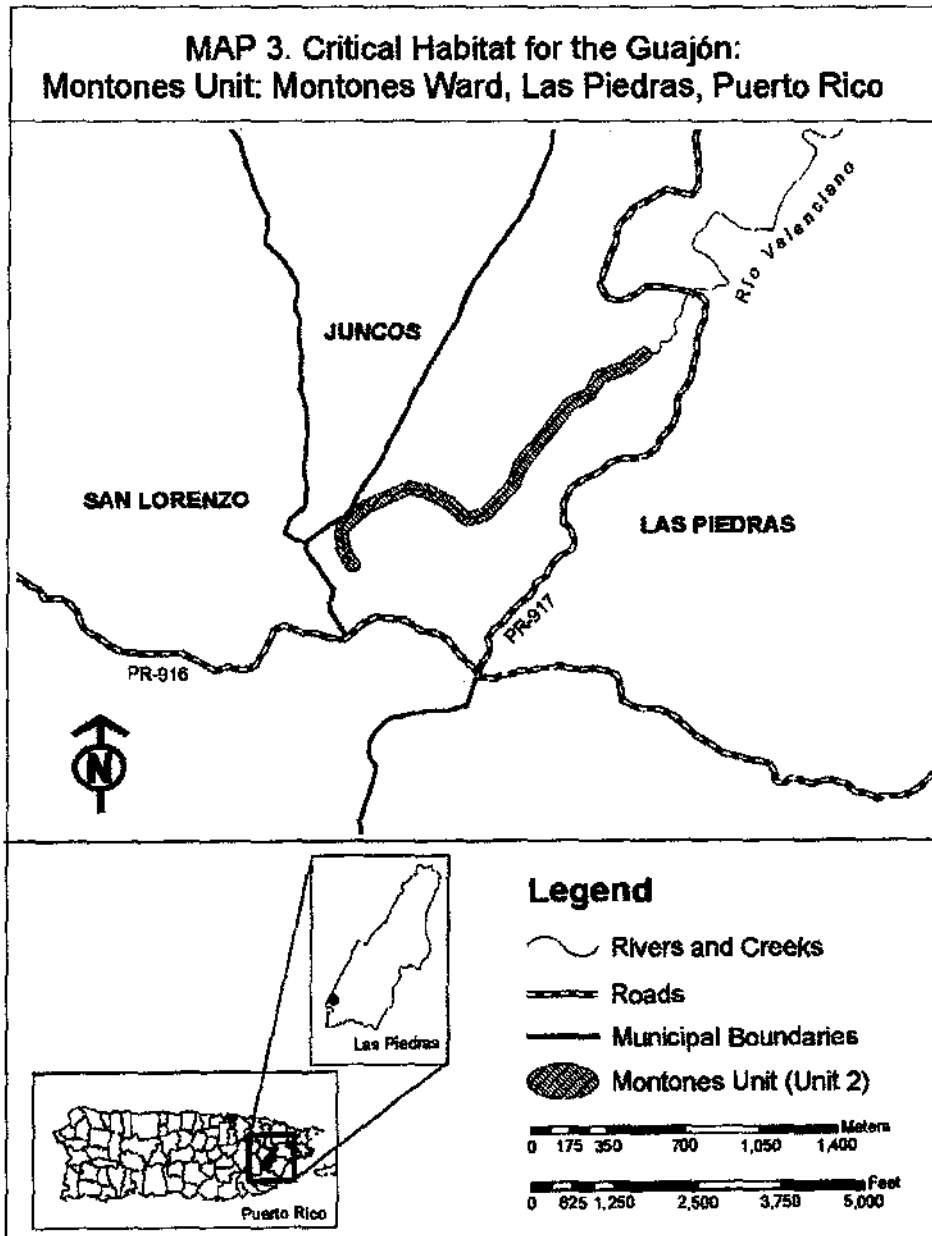 MAP 3. Critical Habitat for the Guajón:
Montones Unit: Montones Ward, Las Piedras, Puerto Rico
Río Valenciano
JUNCOS
SAN LORENZO
LAS PIEDRAS
PR-917
PR-916
N
Legend
Rivers and Creeks
Roads
Municipal Boundaries
Montones Unit (Unit 2)
Las Piedras
Puerto Rico
Meters
0 175 350 700 1,050 1,400
Feet
0 625 1,250 2,500 3,750 5,000